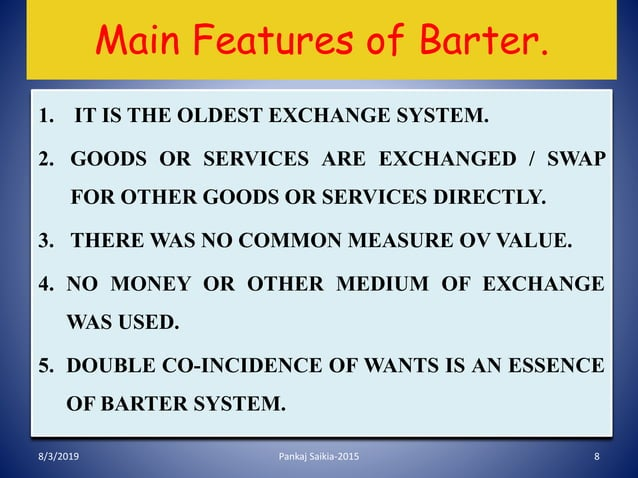 Main Features of Barter.
1. IT IS THE OLDEST EXCHANGE SYSTEM.
2. GOODS OR SERVICES ARE EXCHANGED / SWAP
FOR OTHER GOODS OR SERVICES DIRECTLY.
3. THERE WAS NO COMMON MEASURE OV VALUE.
4. NO MONEY OR OTHER MEDIUM OF EXCHANGE
WAS USED.
5. DOUBLE CO-INCIDENCE OF WANTS IS AN ESSENCE
OF BARTER SYSTEM.
8/3/2019 Pankaj Saikia-2015 8